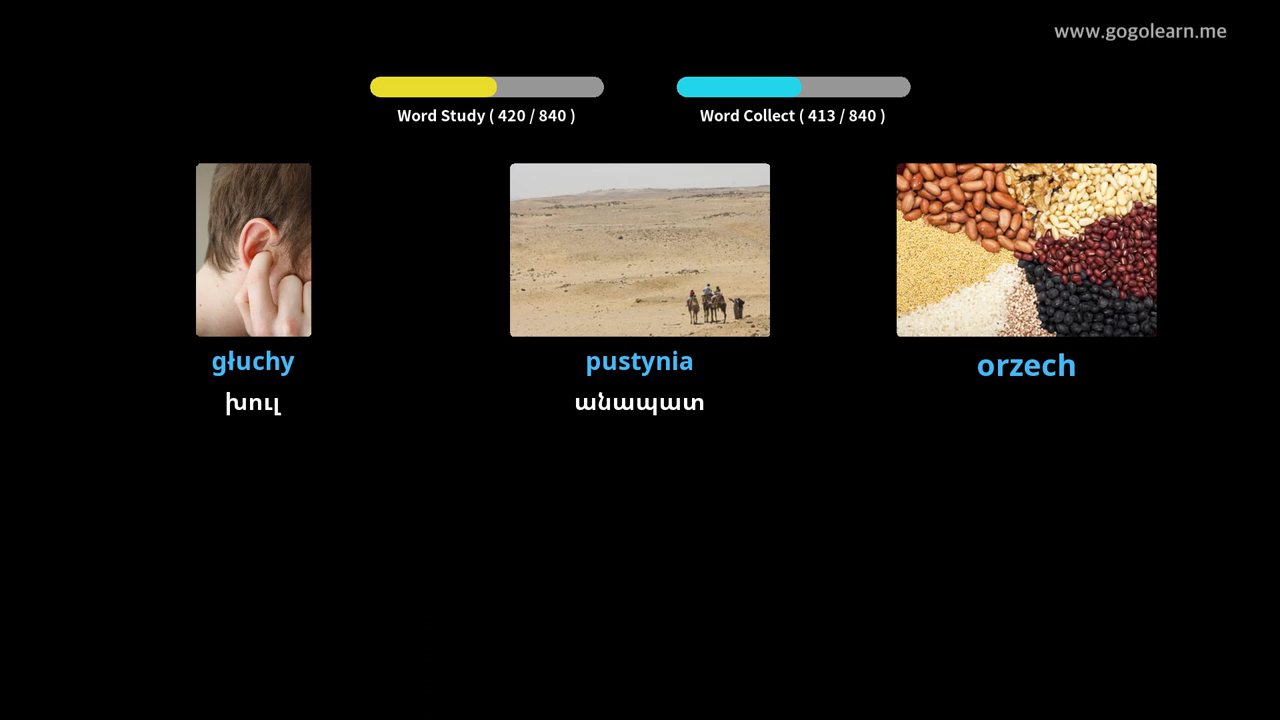 www.gogolearn.me
Word Study ( 420 / 840 )
Word Collect ( 413 / 840 )
głuchy
խուլ
pustynia
անապատ
orzech